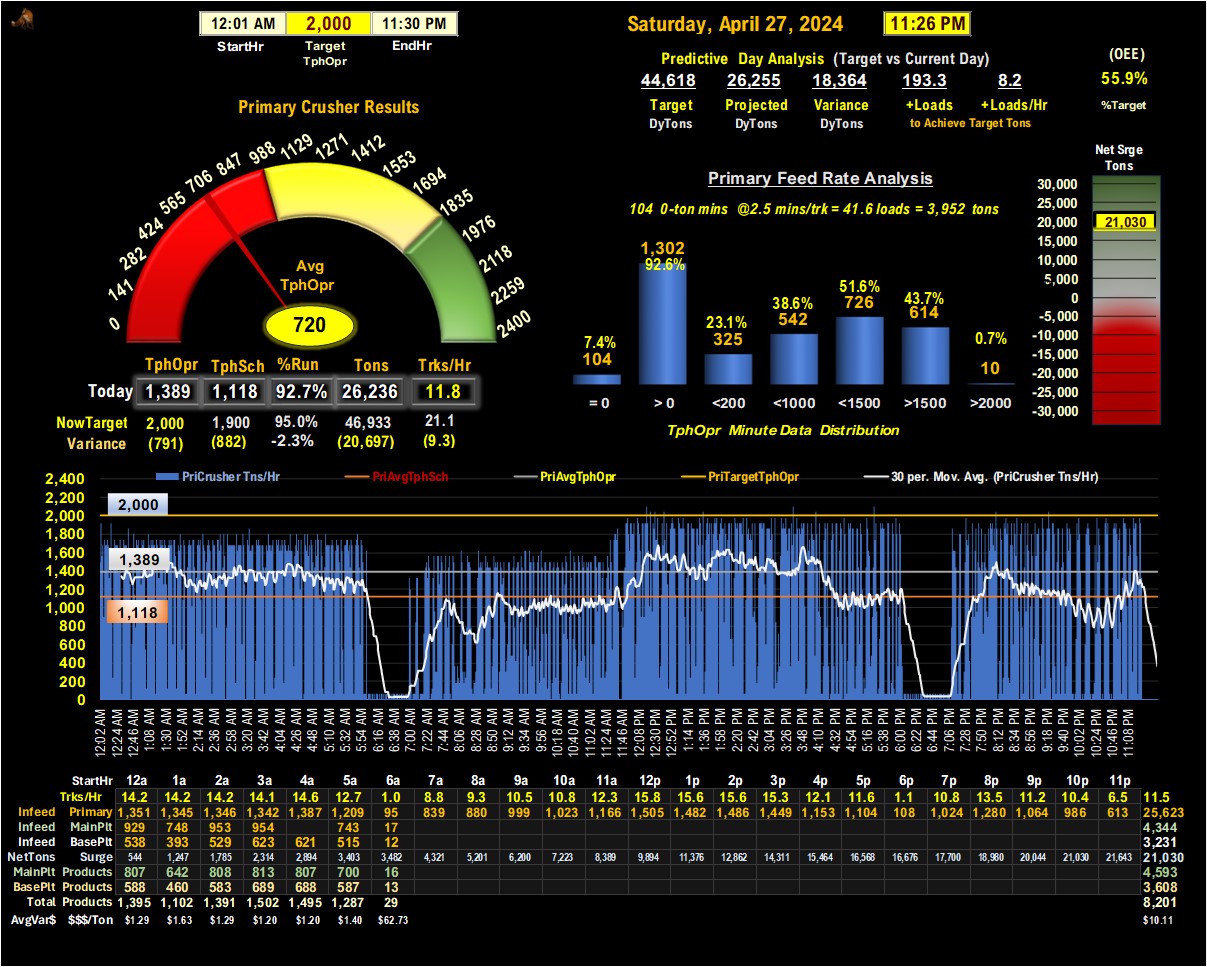 12:01 AM 2,000 11:30 PM
StartHr Target TphOpr EndHr
Saturday, April 27, 2024 11:26 PM
Predictive Day Analysis (Target vs Current Day)
44,618 26,255 18,364 193.3 8.2
Target Projected Variance +Loads +Loads/Hr
DyTons DyTons DyTons to Achieve Target Tons
(OEE)
55.9%
%Target
Primary Crusher Results
0 141 282 424 565 706 847 988 1129 1271 1412 1553 1694 1835 1976 2118 2259 2400
Avg
TphOpr
720
TphOpr TphSch %Run Tons Trks/Hr
Today 1,389 1,118 92.7% 26,236 11.8
NowTarget 2,000 1,900 95.0% 46,933 21.1
Variance (791) (882) -2.3% (20,697) (9.3)
Primary Feed Rate Analysis
104 0-ton mins @2.5 mins/trk = 41.6 loads = 3,952 tons
7.4% 92.6% 23.1% 38.6% 51.6% 43.7% 0.7%
104 1,302 325 542 726 614 10
= 0 > 0 <200 <1000 <1500 >1500 >2000
TphOpr Minute Data Distribution
Net Srge
Tons
30,000
25,000
20,000
21,030
15,000
10,000
5,000
0
-5,000
-10,000
-15,000
-20,000
-25,000
-30,000
PriCrusher Tns/Hr PriAvgTphSch PriAvgTphOpr PriTargetTphOpr 30 per. Mov. Avg. (PriCrusher Tns/Hr)
2,400
2,200
2,000
1,800
1,600
1,400
1,200
1,000
800
600
400
200
0
2,000
1,389
1,118
12:02 AM 12:24 AM 12:46 AM 1:08 AM 1:30 AM 1:52 AM 2:14 AM 2:36 AM 2:58 AM 3:20 AM 3:42 AM 4:04 AM 4:26 AM 4:48 AM 5:10 AM 5:32 AM 5:54 AM 6:16 AM 6:38 AM 7:00 AM 7:22 AM 7:44 AM 8:06 AM 8:28 AM 8:50 AM 9:12 AM 9:34 AM 9:56 AM 10:18 AM 10:40 AM 11:02 AM 11:24 AM 11:46 AM 12:08 PM 12:30 PM 12:52 PM 1:14 PM 1:36 PM 1:58 PM 2:20 PM 2:42 PM 3:04 PM 3:26 PM 3:48 PM 4:10 PM 4:32 PM 4:54 PM 5:16 PM 5:38 PM 6:00 PM 6:22 PM 6:44 PM 7:06 PM 7:28 PM 7:50 PM 8:12 PM 8:34 PM 8:56 PM 9:18 PM 9:40 PM 10:02 PM 10:24 PM 10:46 PM 11:08 PM
StartHr 12a 1a 2a 3a 4a 5a 6a 7a 8a 9a 10a 11a 12p 1p 2p 3p 4p 5p 6p 7p 8p 9p 10p 11p
Trks/Hr 14.2 14.2 14.2 14.1 14.6 12.7 1.0 8.8 9.3 10.5 10.8 12.3 15.8 15.6 15.6 15.3 12.1 11.6 1.1 10.8 13.5 11.2 10.4 6.5 11.5
Infeed Primary 1,351 1,345 1,346 1,342 1,387 1,209 95 839 880 999 1,023 1,166 1,505 1,482 1,486 1,449 1,153 1,104 108 1,024 1,280 1,064 986 613 25,623
Infeed MainPlt 929 748 953 954 743 17 4,344
Infeed BasePlt 538 393 529 623 621 515 12 3,231
NetTons Surge 544 1,247 1,785 2,314 2,894 3,403 3,482 4,321 5,201 6,200 7,223 8,389 9,894 11,376 12,862 14,311 15,464 16,568 16,676 17,700 18,980 20,044 21,030 21,643 21,030
MainPlt Products 807 642 808 813 807 700 16 4,593
BasePlt Products 588 460 583 689 688 587 13 3,608
Total Products 1,395 1,102 1,391 1,502 1,495 1,287 29 8,201
AvgVar$ $$$/Ton $1.29 $1.63 $1.29 $1.20 $1.20 $1.40 $62.73 $10.11